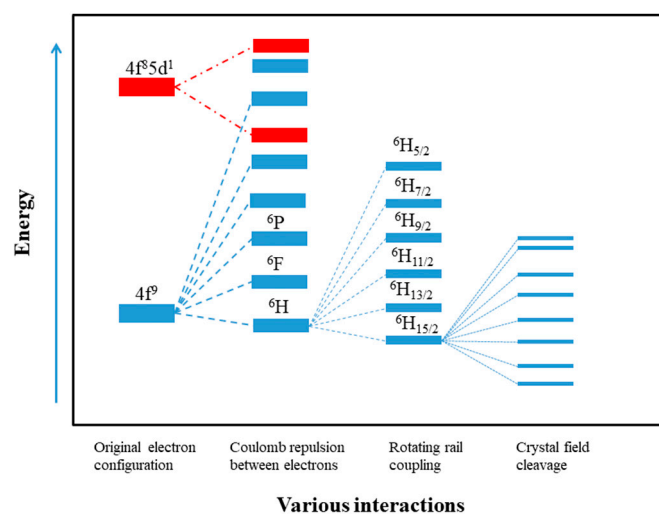 4f⁸5d¹
⁶P
⁶F
4f⁹
⁶H
⁶H₅/₂
⁶H₇/₂
⁶H₉/₂
⁶H₁₁/₂
⁶H₁₃/₂
⁶H₁₅/₂
Energy
Original electron
configuration
Coulomb repulsion
between electrons
Rotating rail
coupling
Crystal field
cleavage
Various interactions